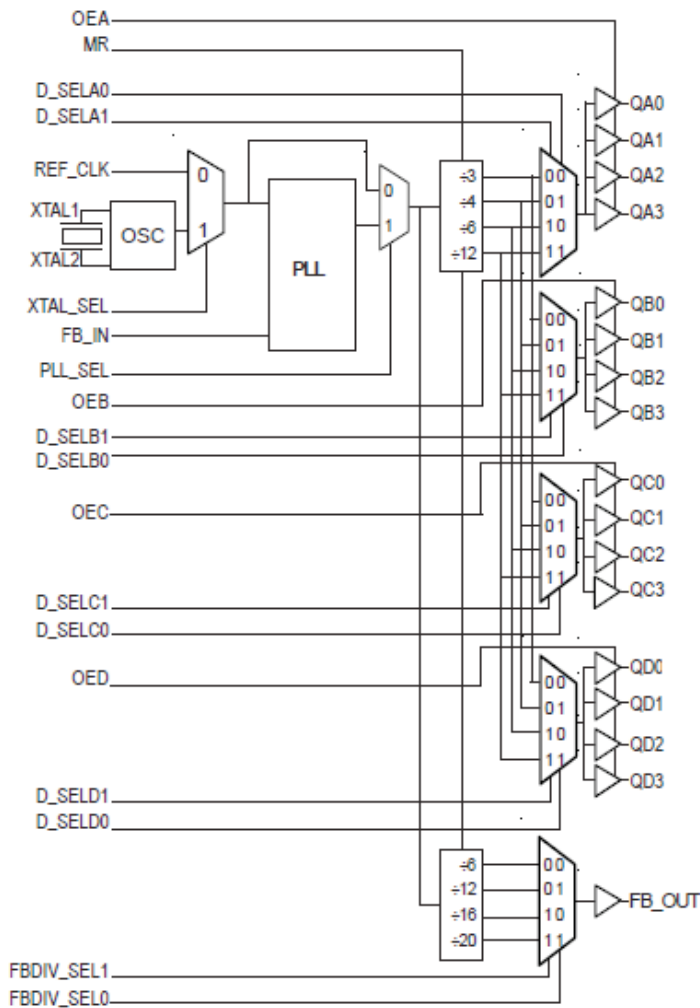 OEA
MR
D_SELA0
D_SELA1
REF_CLK
XTAL1
XTAL2
OSC
0
1
XTAL_SEL
FB_IN
PLL
PLL_SEL
0
1
÷3
÷4
÷6
÷12
00
01
10
11
QA0
QA1
QA2
QA3
OEB
D_SELB1
D_SELB0
00
01
10
11
QB0
QB1
QB2
QB3
OEC
D_SELC1
D_SELC0
00
01
10
11
QC0
QC1
QC2
QC3
OED
D_SELD1
D_SELD0
00
01
10
11
QD0
QD1
QD2
QD3
÷6
÷12
÷16
÷20
00
01
10
11
FB_OUT
FBDIV_SEL1
FBDIV_SEL0